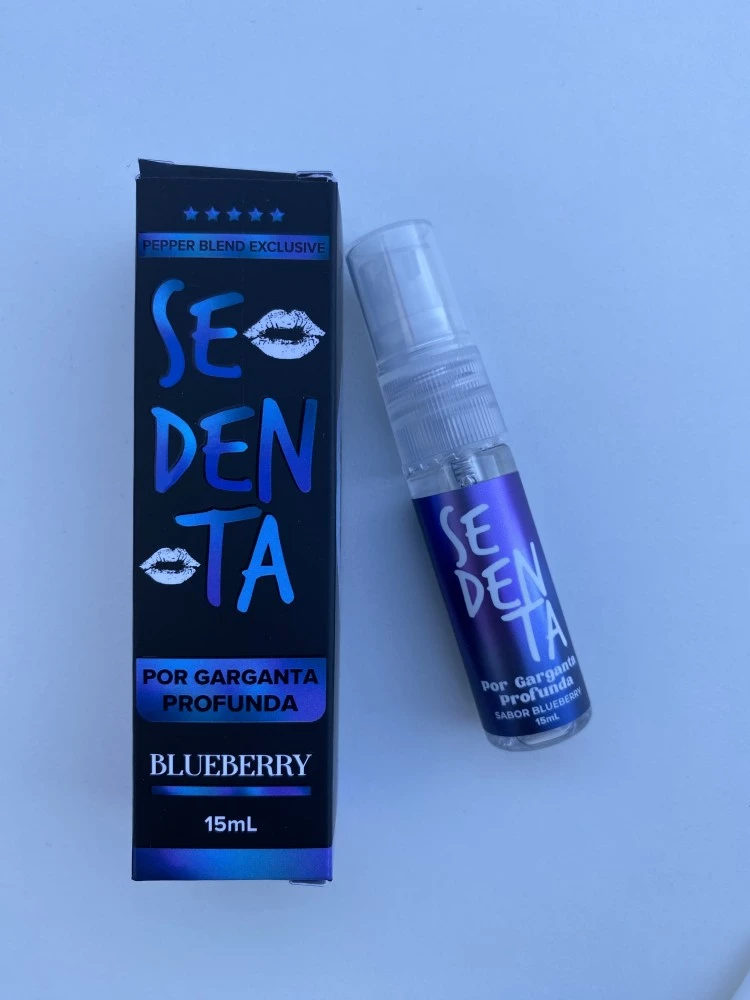 PEPPER BLEND EXCLUSIVE
SE
DEN
TA
POR GARGANTA
PROFUNDA
BLUEBERRY
15mL
SE
DEN
TA
Por Garganta
Profunda
SABOR BLUEBERRY
15mL